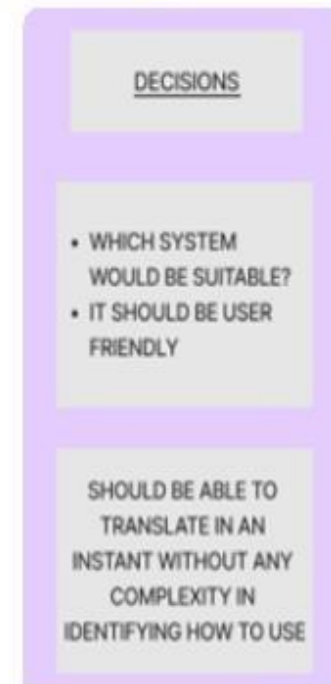 DECISIONS
• WHICH SYSTEM
WOULD BE SUITABLE?
• IT SHOULD BE USER
FRIENDLY
SHOULD BE ABLE TO
TRANSLATE IN AN
INSTANT WITHOUT ANY
COMPLEXITY IN
IDENTIFYING HOW TO USE